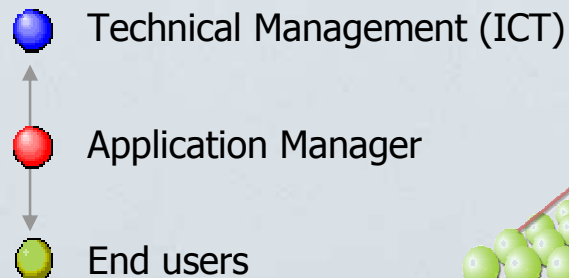 Technical Management (ICT)
Application Manager
End users